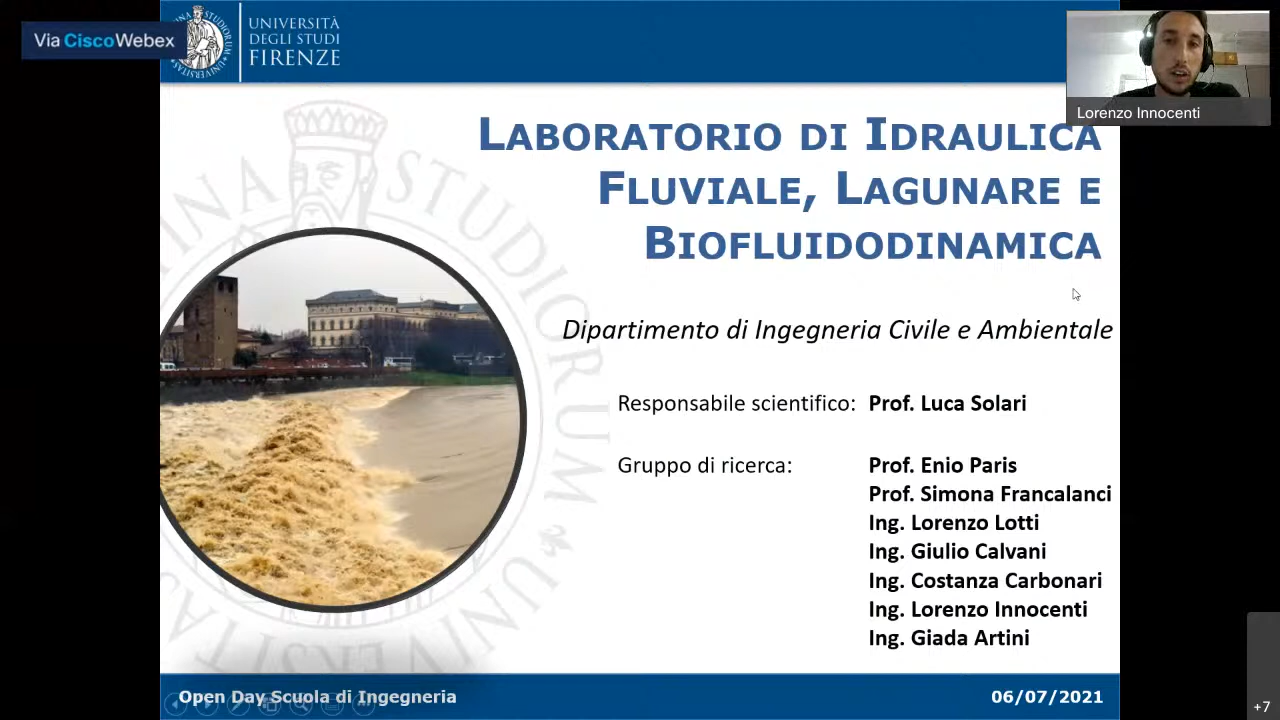 Via Cisco Webex
UNIVERSITÀ
DEGLI STUDI
FIRENZE
Lorenzo Innocenti
LABORATORIO DI IDRAULICA
FLUVIALE, LAGUNARE E
BIOFLUIDODINAMICA
Dipartimento di Ingegneria Civile e Ambientale
Responsabile scientifico: Prof. Luca Solari
Gruppo di ricerca: Prof. Enio Paris
Prof. Simona Francalanci
Ing. Lorenzo Lotti
Ing. Giulio Calvani
Ing. Costanza Carbonari
Ing. Lorenzo Innocenti
Ing. Giada Artini
Open Day Scuola di Ingegneria
06/07/2021
+7